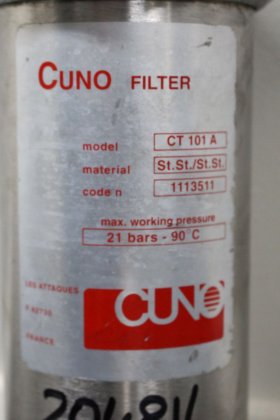 CUNO FILTER
model CT 101 A
material St.St./St.St.
code n 1113511
max. working pressure
21 bars - 90°C
LES ATTAQUES
F 62730
FRANCE
CUNO